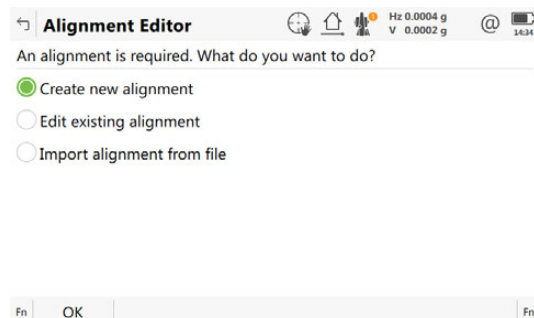 Alignment Editor
Hz 0.0004 g
V 0.0002 g
@
14:34
An alignment is required. What do you want to do?
Create new alignment
Edit existing alignment
Import alignment from file
Fn OK Fn